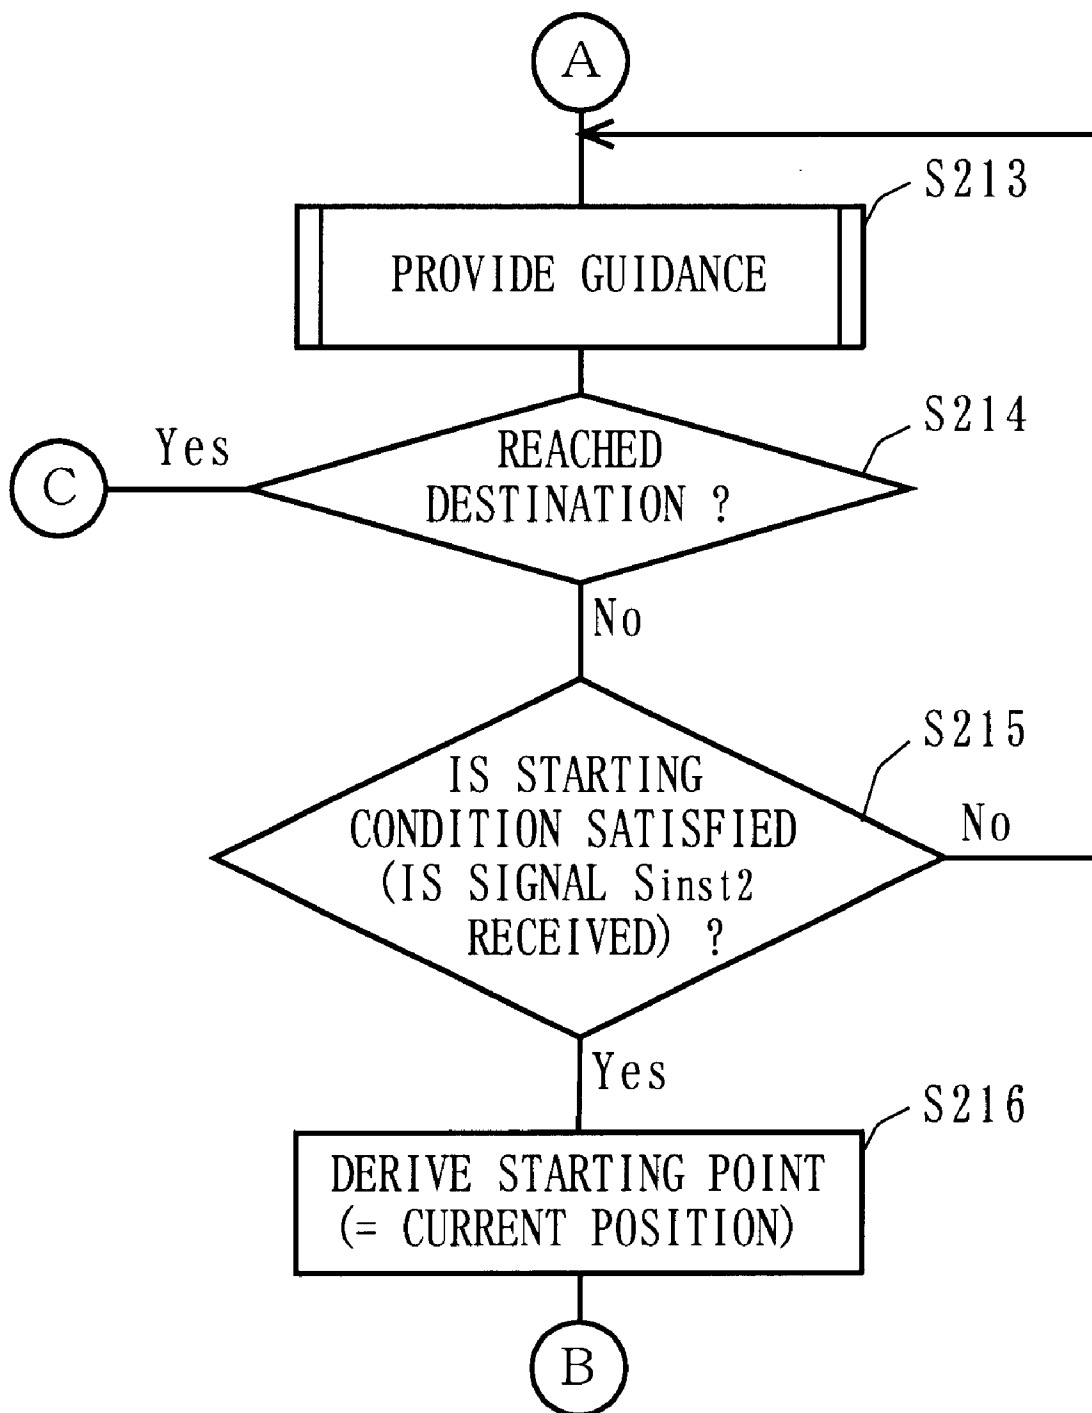 A
S213
PROVIDE GUIDANCE
S214
Yes
REACHED
DESTINATION ?
C
No
S215
IS STARTING
CONDITION SATISFIED
(IS SIGNAL Sinst2
RECEIVED) ?
No
Yes
S216
DERIVE STARTING POINT
(= CURRENT POSITION)
B